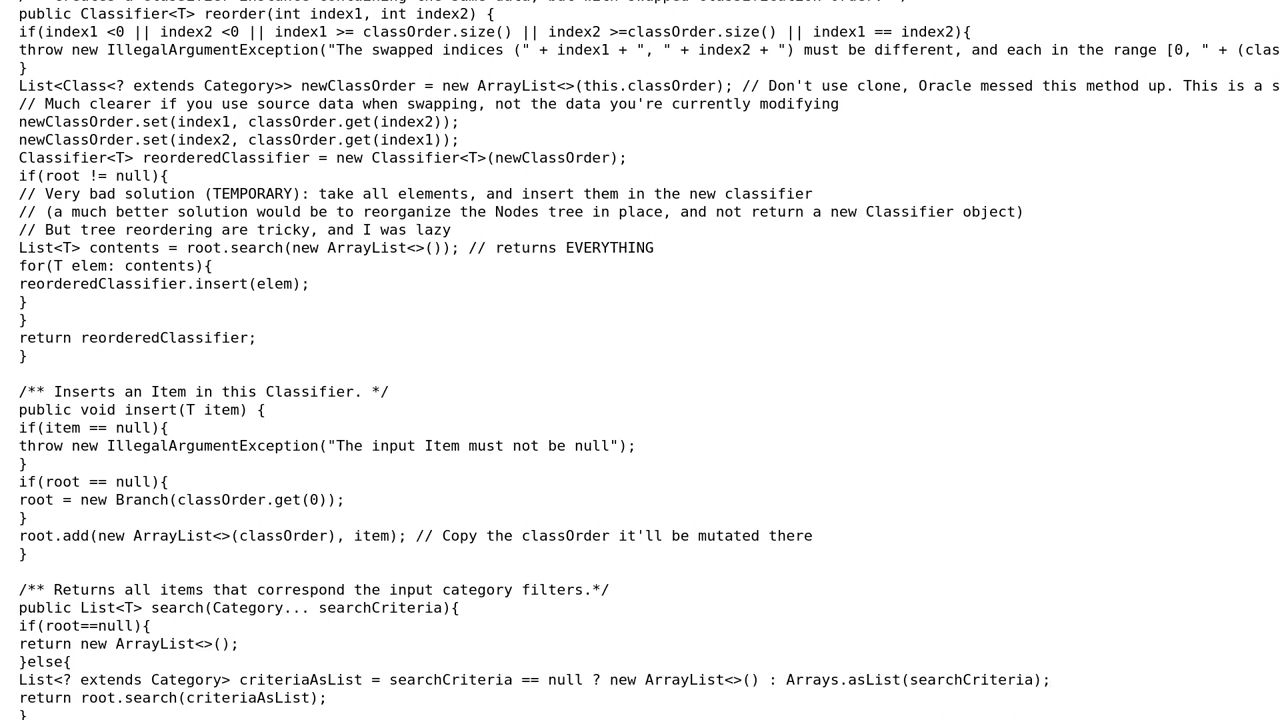 public Classifier<T> reorder(int index1, int index2) {
if(index1 <0 || index2 <0 || index1 >= classOrder.size() || index2 >=classOrder.size() || index1 == index2){
throw new IllegalArgumentException("The swapped indices (" + index1 + ", " + index2 + ") must be different, and each in the range [0, " + (clas
}
List<Class<? extends Category>> newClassOrder = new ArrayList<>(this.classOrder); // Don't use clone, Oracle messed this method up. This is a s
// Much clearer if you use source data when swapping, not the data you're currently modifying
newClassOrder.set(index1, classOrder.get(index2));
newClassOrder.set(index2, classOrder.get(index1));
Classifier<T> reorderedClassifier = new Classifier<T>(newClassOrder);
if(root != null){
// Very bad solution (TEMPORARY): take all elements, and insert them in the new classifier
// (a much better solution would be to reorganize the Nodes tree in place, and not return a new Classifier object)
// But tree reordering are tricky, and I was lazy
List<T> contents = root.search(new ArrayList<>()); // returns EVERYTHING
for(T elem: contents){
reorderedClassifier.insert(elem);
}
}
return reorderedClassifier;
}
/** Inserts an Item in this Classifier. */
public void insert(T item) {
if(item == null){
throw new IllegalArgumentException("The input Item must not be null");
}
if(root == null){
root = new Branch(classOrder.get(0));
}
root.add(new ArrayList<>(classOrder), item); // Copy the classOrder it'll be mutated there
}
/** Returns all items that correspond the input category filters.*/
public List<T> search(Category... searchCriteria){
if(root==null){
return new ArrayList<>();
}else{
List<? extends Category> criteriaAsList = searchCriteria == null ? new ArrayList<>() : Arrays.asList(searchCriteria);
return root.search(criteriaAsList);
}